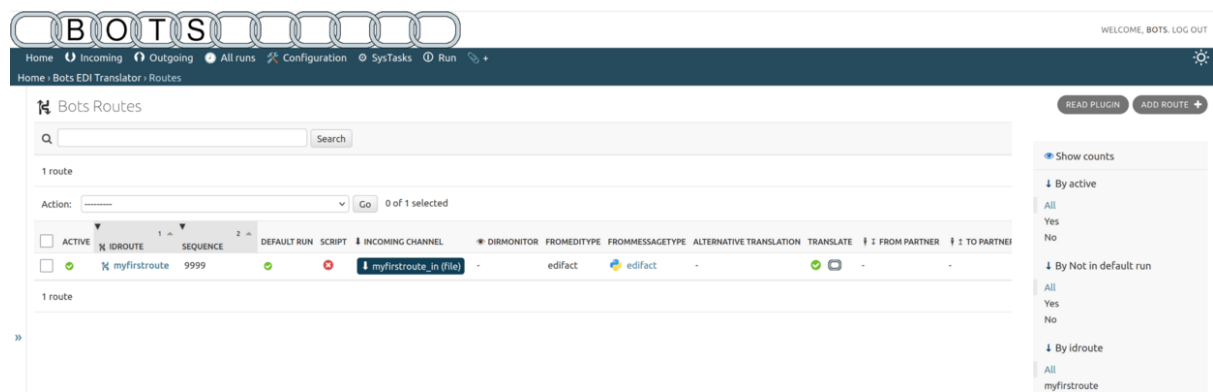 BOTS
WELCOME, BOTS. LOG OUT
Home Incoming Outgoing All runs Configuration SysTasks Run +
Home › Bots EDI Translator › Routes
Bots Routes
READ PLUGIN ADD ROUTE +
Search
1 route
Action: --------- Go 0 of 1 selected
ACTIVE IDROUTE 1 SEQUENCE 2 DEFAULT RUN SCRIPT INCOMING CHANNEL DIRMONITOR FROMEDITYPE FROMMESSAGETYPE ALTERNATIVE TRANSLATION TRANSLATE FROM PARTNER TO PARTNER
myfirstroute 9999 myfirstroute_in (file) - edifact edifact - - -
1 route
»
Show counts
By active
All
Yes
No
By Not in default run
All
Yes
No
By idroute
All
myfirstroute